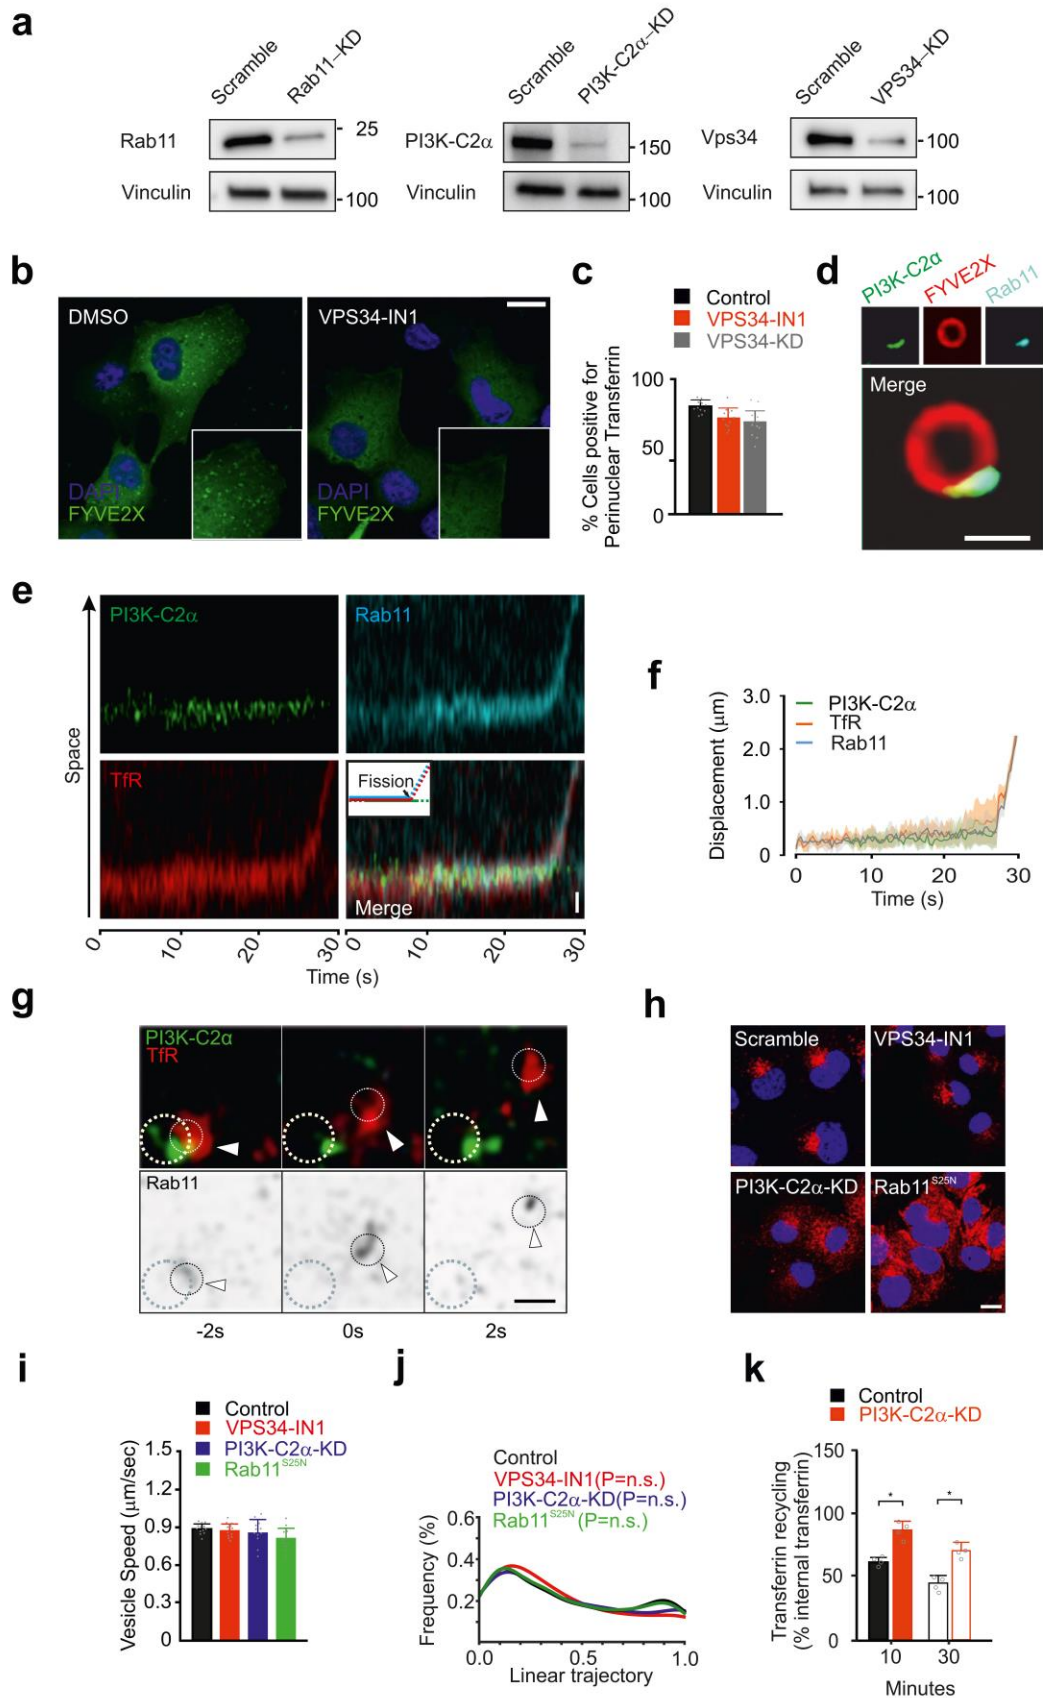 a
Scramble
Rab11–KD
Rab11
25
Vinculin
100
Scramble
PI3K-C2α–KD
PI3K-C2α
150
Vinculin
100
Scramble
VPS34–KD
Vps34
100
Vinculin
100
b
DMSO
DAPI
FYVE2X
VPS34-IN1
DAPI
FYVE2X
c
Control
VPS34-IN1
VPS34-KD
% Cells positive for
Perinuclear Transferrin
100
50
0
d
PI3K-C2α
FYVE2X
Rab11
Merge
e
Space
PI3K-C2α
Rab11
TfR
Fission
Merge
0 10 20 30
0 10 20 30
Time (s)
f
Displacement (μm)
3.0
2.0
1.0
0
PI3K-C2α
TfR
Rab11
0 10 20 30
Time (s)
g
PI3K-C2α
TfR
Rab11
-2s 0s 2s
h
Scramble
VPS34-IN1
PI3K-C2α-KD
Rab11S25N
i
Control
VPS34-IN1
PI3K-C2α-KD
Rab11S25N
Vesicle Speed (μm/sec)
1.5
1.2
0.9
0.6
0.3
0
j
Control
VPS34-IN1(P=n.s.)
PI3K-C2α-KD(P=n.s.)
Rab11S25N (P=n.s.)
Frequency (%)
0.6
0.4
0.2
0.0 0.5 1.0
Linear trajectory
k
Control
PI3K-C2α-KD
Transferrin recycling
(% internal transferrin)
150
100
50
0
* *
10 30
Minutes